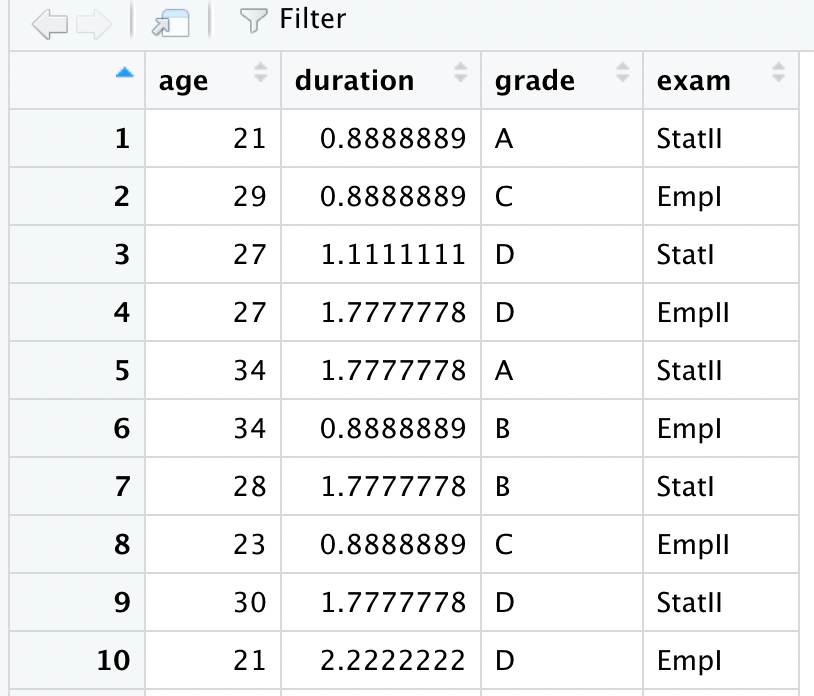 Filter
age duration grade exam
1 21 0.8888889 A StatII
2 29 0.8888889 C EmpI
3 27 1.1111111 D StatI
4 27 1.7777778 D EmpII
5 34 1.7777778 A StatII
6 34 0.8888889 B EmpI
7 28 1.7777778 B StatI
8 23 0.8888889 C EmpII
9 30 1.7777778 D StatII
10 21 2.2222222 D EmpI